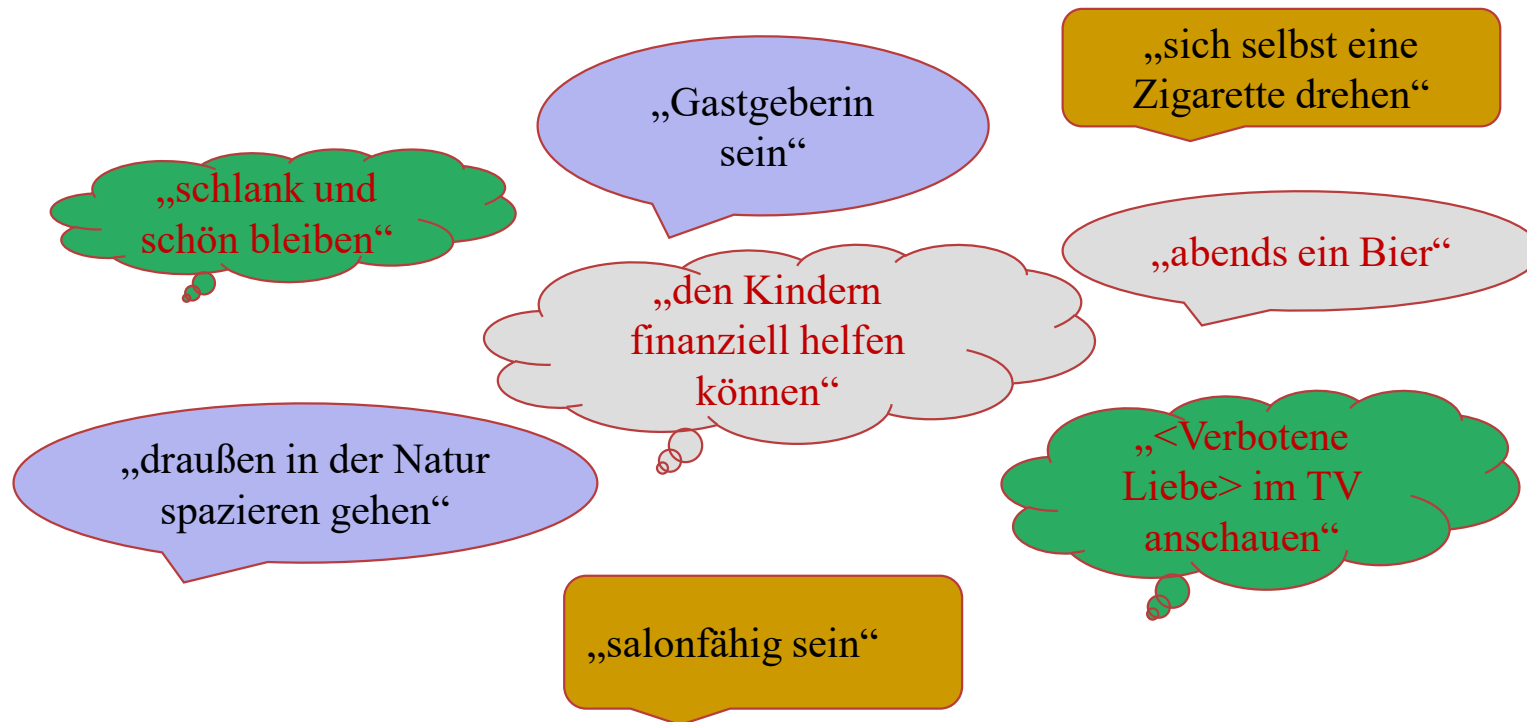 „sich selbst eine
Zigarette drehen“
„Gastgeberin
sein“
„schlank und
schön bleiben“
„abends ein Bier“
„den Kindern
finanziell helfen
können“
„draußen in der Natur
spazieren gehen“
„<Verbotene
Liebe> im TV
anschauen“
„salonfähig sein“